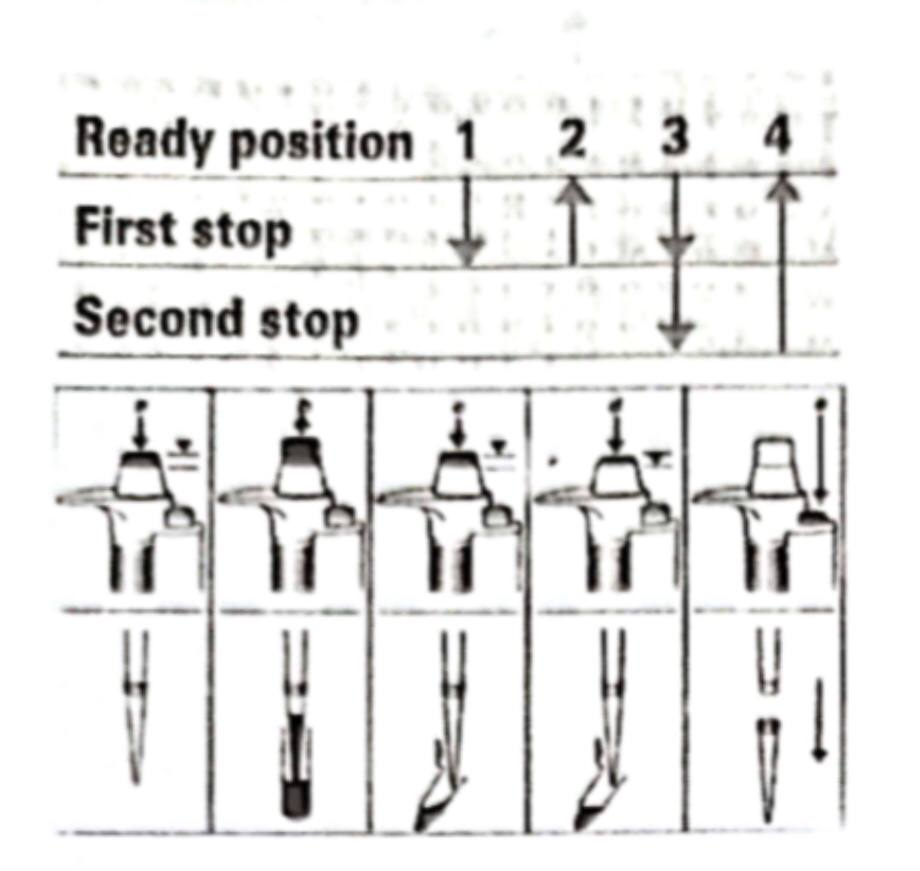 Ready position 1 2 3 4
First stop
Second stop